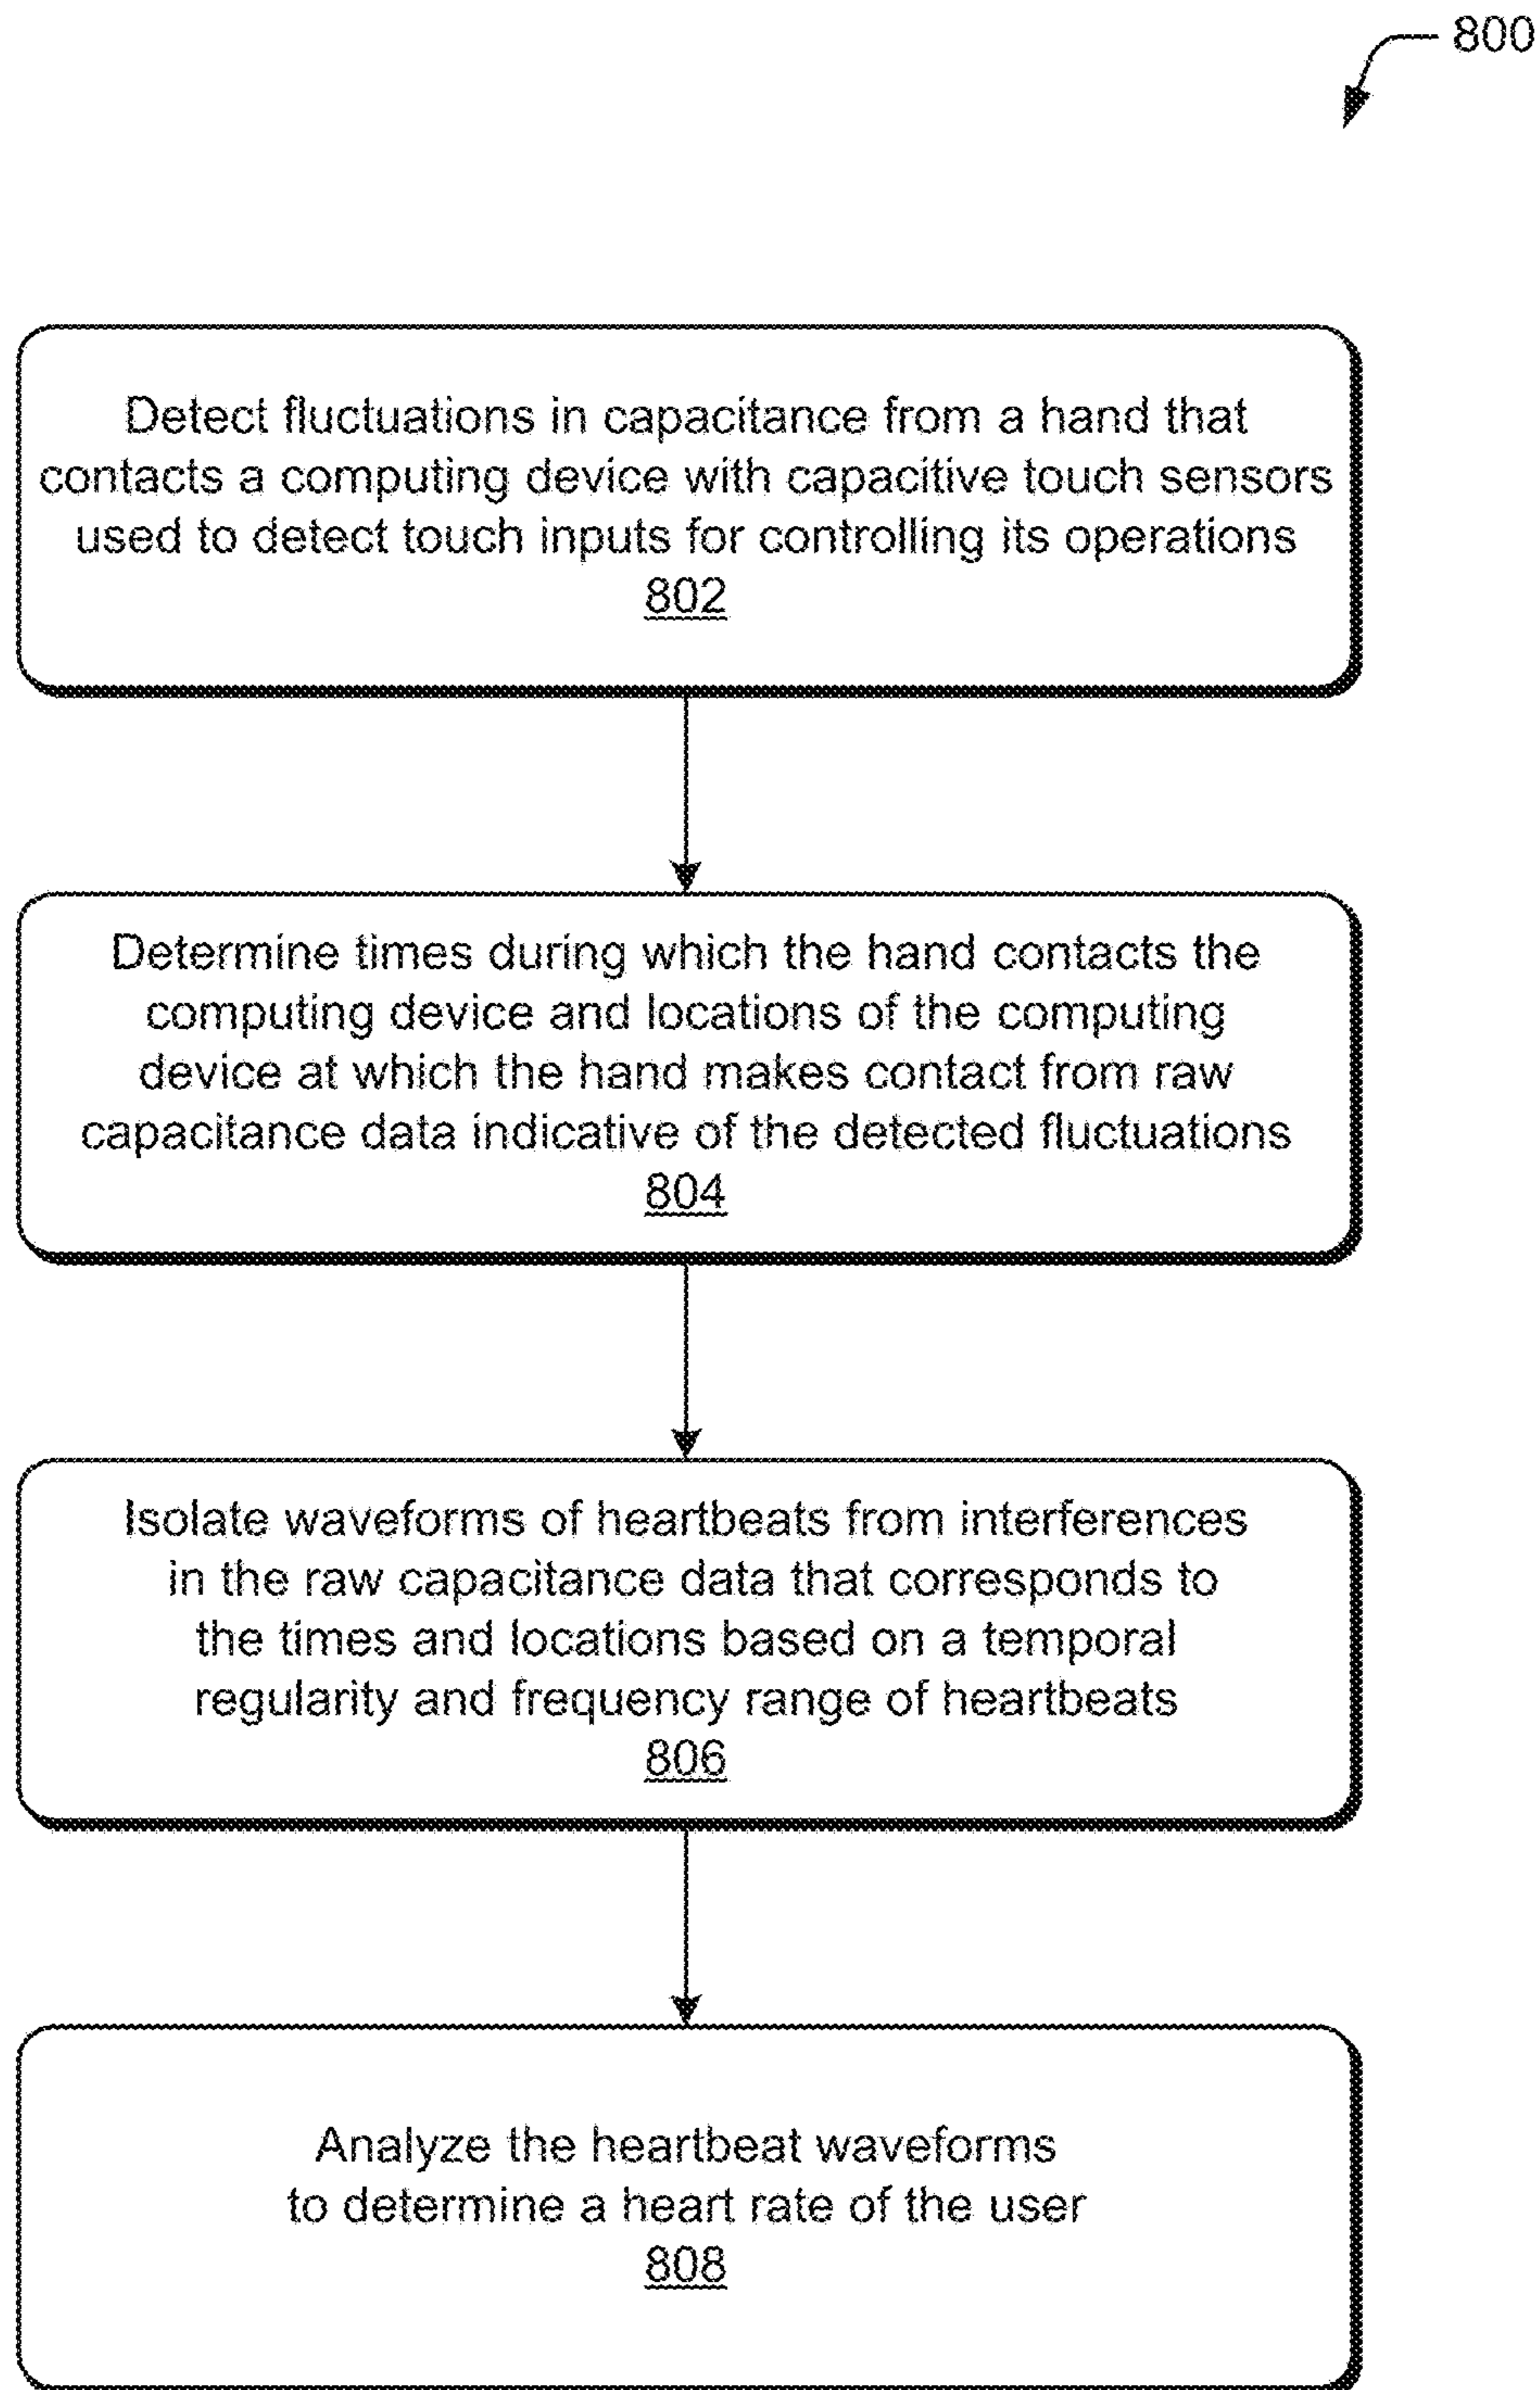 800
Detect fluctuations in capacitance from a hand that
contacts a computing device with capacitive touch sensors
used to detect touch inputs for controlling its operations
802
Determine times during which the hand contacts the
computing device and locations of the computing
device at which the hand makes contact from raw
capacitance data indicative of the detected fluctuations
804
Isolate waveforms of heartbeats from interferences
in the raw capacitance data that corresponds to
the times and locations based on a temporal
regularity and frequency range of heartbeats
806
Analyze the heartbeat waveforms
to determine a heart rate of the user
808